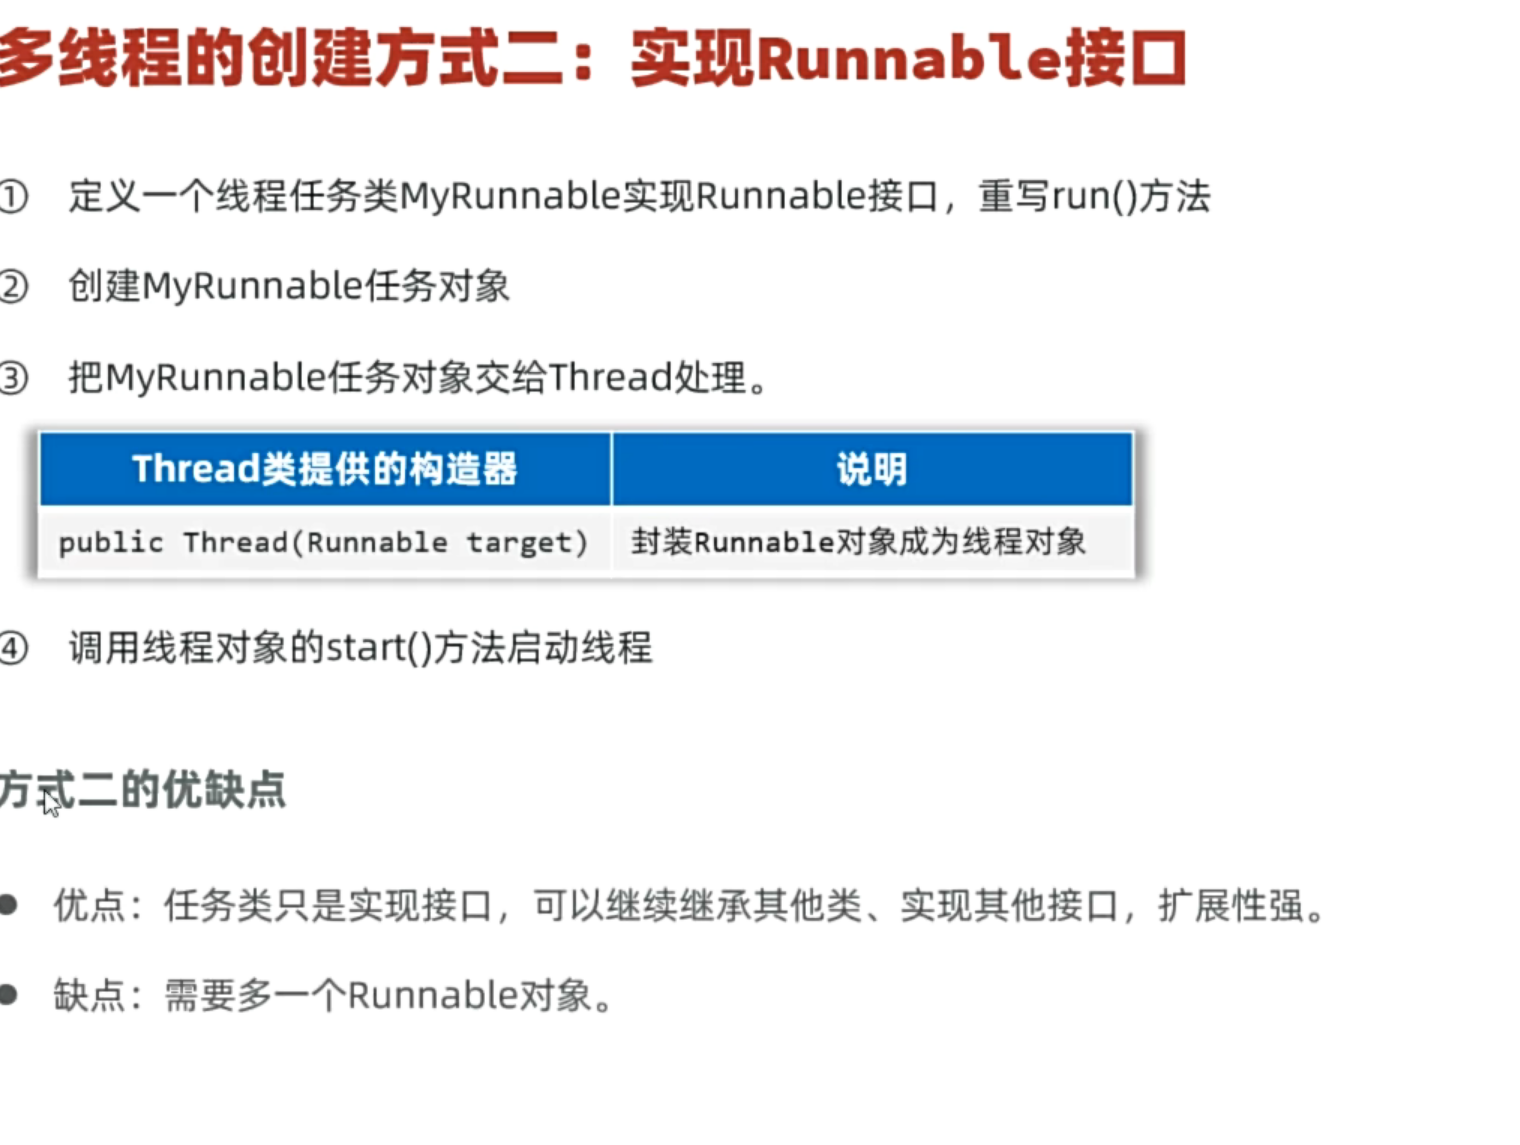 多线程的创建方式二：实现Runnable接口
① 定义一个线程任务类MyRunnable实现Runnable接口，重写run()方法
② 创建MyRunnable任务对象
③ 把MyRunnable任务对象交给Thread处理。
Thread类提供的构造器 说明
public Thread(Runnable target) 封装Runnable对象成为线程对象
④ 调用线程对象的start()方法启动线程
方式二的优缺点
● 优点：任务类只是实现接口，可以继续继承其他类、实现其他接口，扩展性强。
● 缺点：需要多一个Runnable对象。